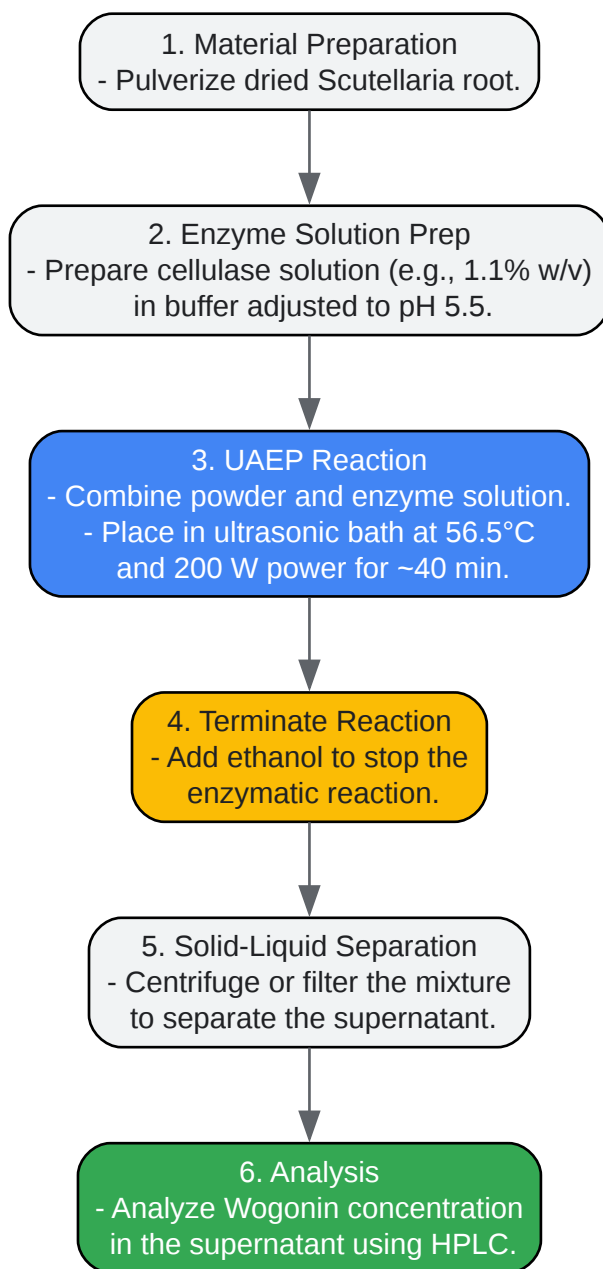 1. Material Preparation
- Pulverize dried Scutellaria root.
2. Enzyme Solution Prep
- Prepare cellulase solution (e.g., 1.1% w/v)
in buffer adjusted to pH 5.5.
3. UAEP Reaction
- Combine powder and enzyme solution.
- Place in ultrasonic bath at 56.5°C
and 200 W power for ~40 min.
4. Terminate Reaction
- Add ethanol to stop the
enzymatic reaction.
5. Solid-Liquid Separation
- Centrifuge or filter the mixture
to separate the supernatant.
6. Analysis
- Analyze Wogonin concentration
in the supernatant using HPLC.